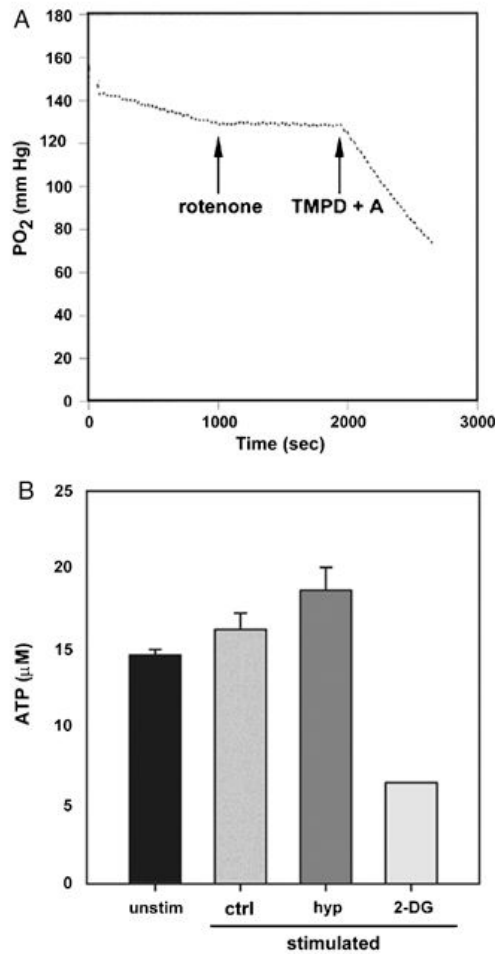 A
180
160
140
120
100
80
60
40
20
0
PO2 (mm Hg)
rotenone
TMPD + A
0 1000 2000 3000
Time (sec)
B
25
20
15
10
5
0
ATP (µM)
unstim ctrl hyp 2-DG
stimulated